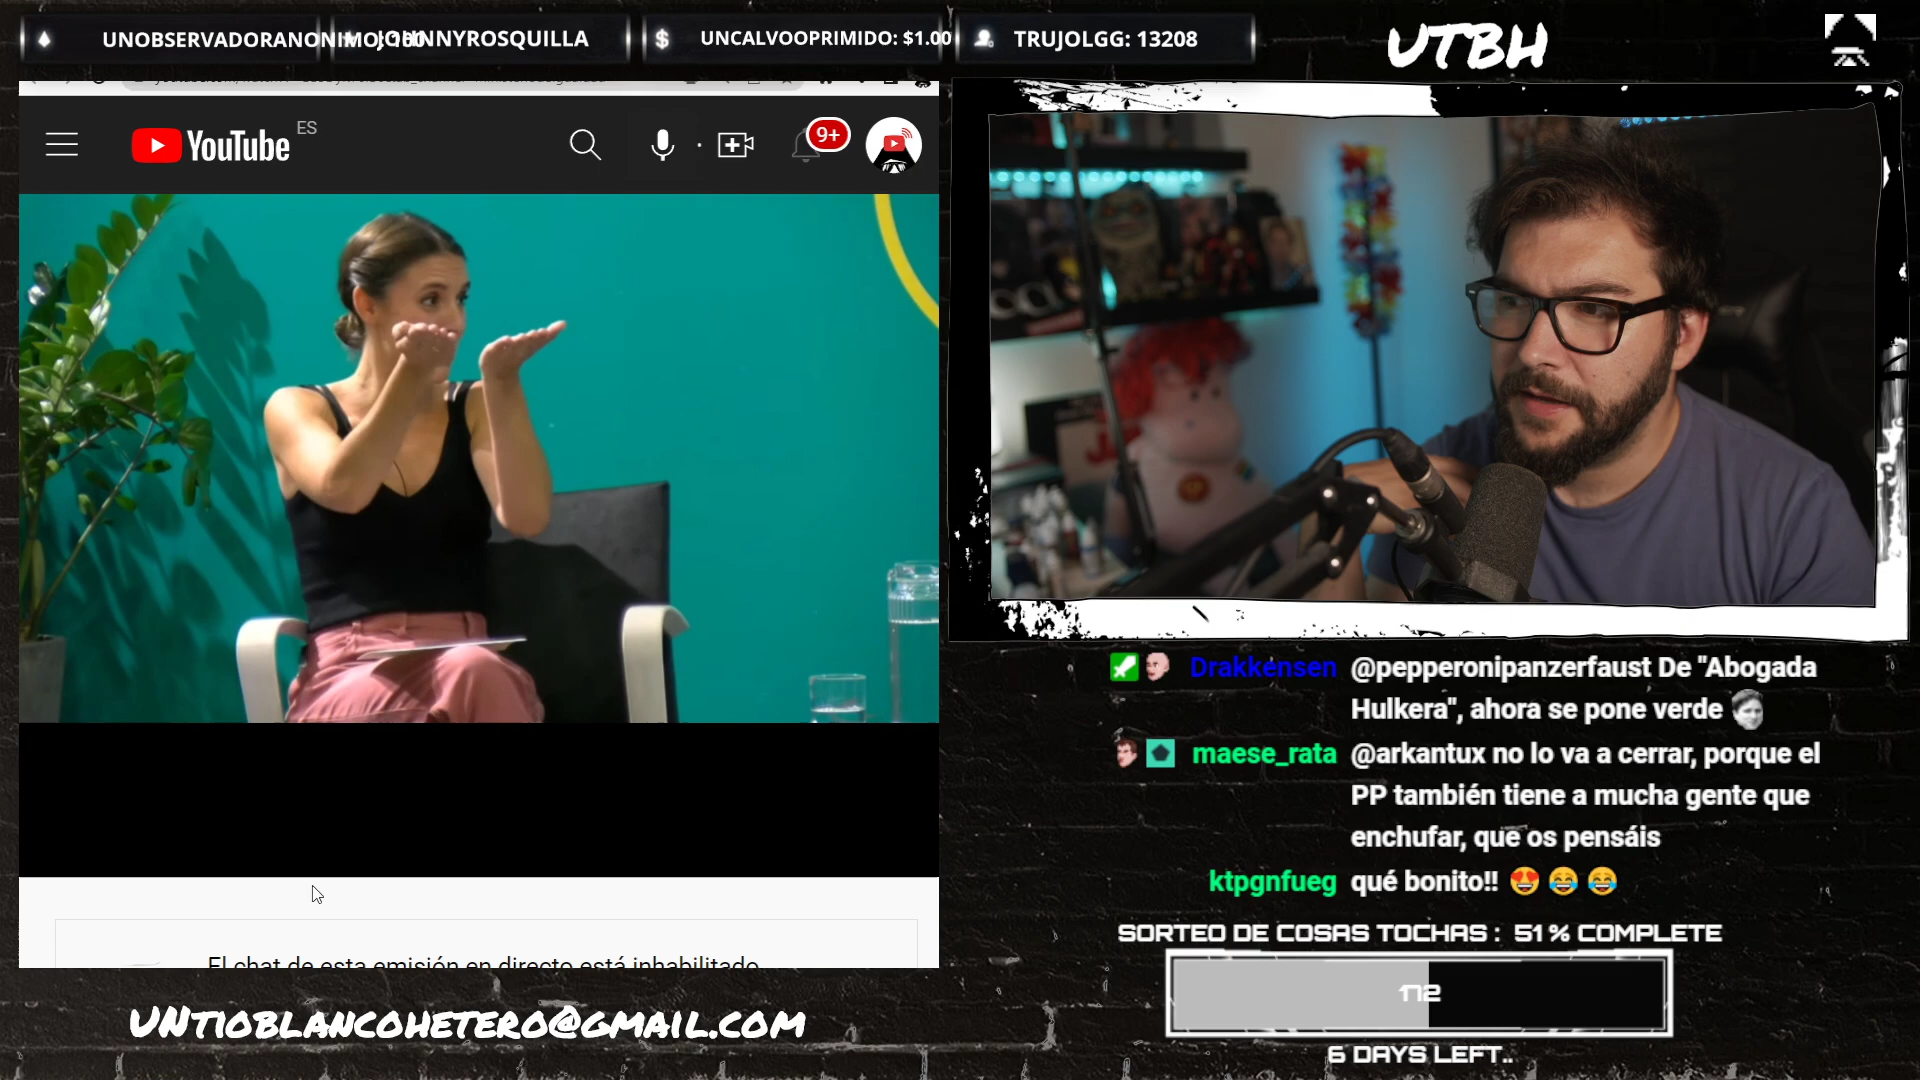 JOHNNYROSQUILLA
UNCALVOOPRIMIDO: $1.00
TRUJOLGG: 13208
UTBH
YouTube
ES
9+
Drakkensen @pepperonipanzerfaust De "Abogada
Hulkera", ahora se pone verde
maese_rata @arkantux no lo va a cerrar, porque el
PP también tiene a mucha gente que
enchufar, que os pensáis
ktpgnfueg qué bonito!! 😍 😂 😂
El chat de esta emisión en directo está inhabilitado
SORTEO DE COSAS TOCHAS : 51% COMPLETE
172
6 DAYS LEFT..
UNTIOBLANCOHETERO@GMAIL.COM